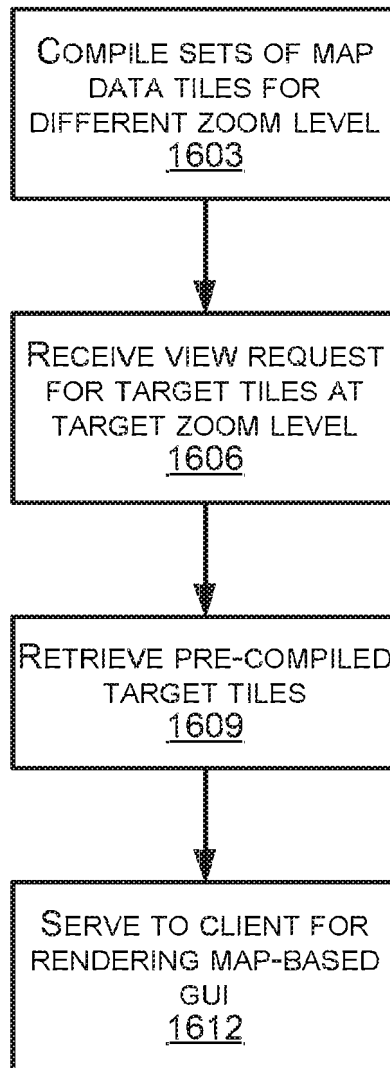 COMPILE SETS OF MAP
DATA TILES FOR
DIFFERENT ZOOM LEVEL
1603
RECEIVE VIEW REQUEST
FOR TARGET TILES AT
TARGET ZOOM LEVEL
1606
RETRIEVE PRE-COMPILED
TARGET TILES
1609
SERVE TO CLIENT FOR
RENDERING MAP-BASED
GUI
1612